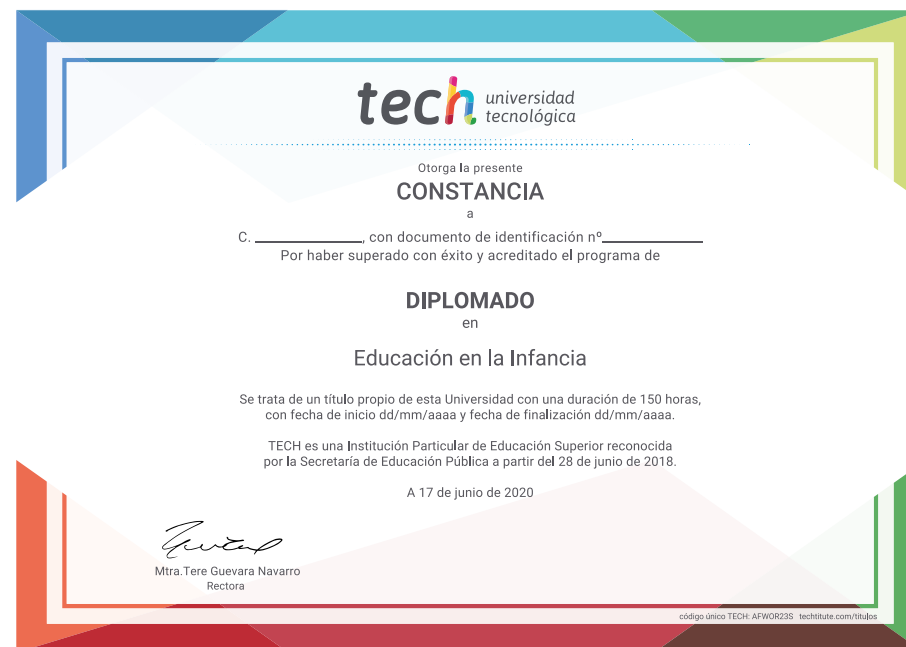 tech universidad
tecnológica
Otorga la presente
CONSTANCIA
a
C. ____________, con documento de identificación nº____________
Por haber superado con éxito y acreditado el programa de
DIPLOMADO
en
Educación en la Infancia
Se trata de un título propio de esta Universidad con una duración de 150 horas,
con fecha de inicio dd/mm/aaaa y fecha de finalización dd/mm/aaaa.
TECH es una Institución Particular de Educación Superior reconocida
por la Secretaría de Educación Pública a partir del 28 de junio de 2018.
A 17 de junio de 2020
Mtra.Tere Guevara Navarro
Rectora
código único TECH: AFWOR23S techtitute.com/titulos